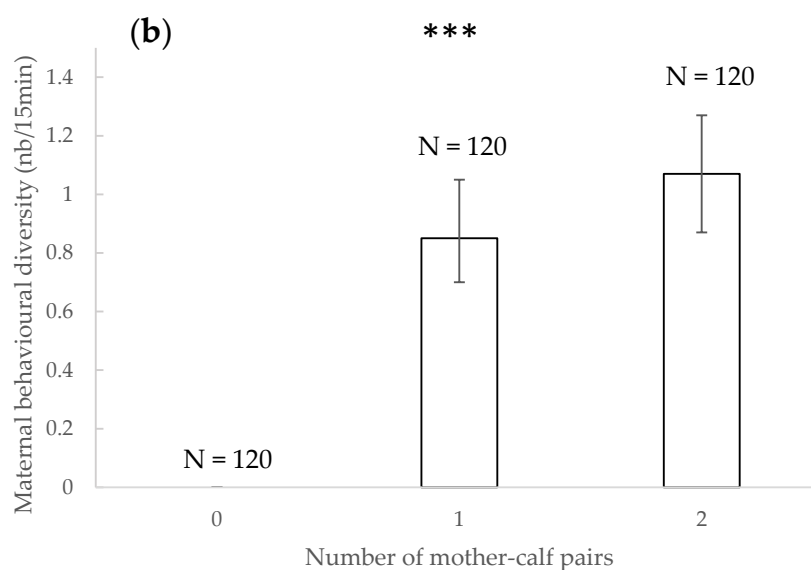 (b)
***
Maternal behavioural diversity (nb/15min)
1.4
1.2
1
0.8
0.6
0.4
0.2
0
N = 120
N = 120
N = 120
0
1
2
Number of mother-calf pairs